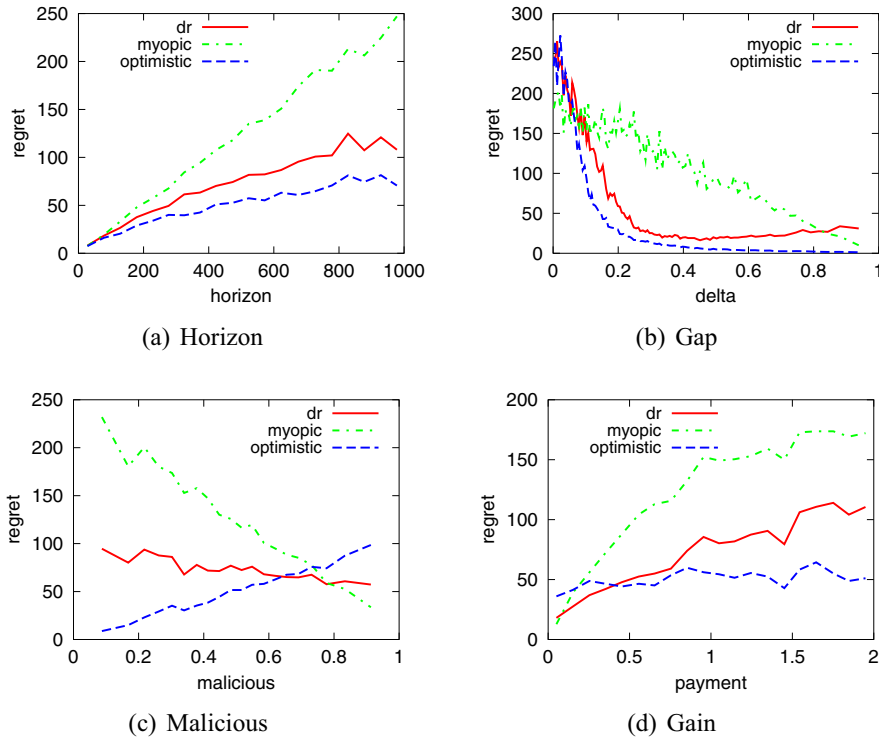 dr
myopic
optimistic
250
200
150
100
50
0
regret
0 200 400 600 800 1000
horizon
(a) Horizon
dr
myopic
optimistic
300
250
200
150
100
50
0
regret
0 0.2 0.4 0.6 0.8 1
delta
(b) Gap
dr
myopic
optimistic
250
200
150
100
50
0
regret
0 0.2 0.4 0.6 0.8 1
malicious
(c) Malicious
dr
myopic
optimistic
200
150
100
50
0
regret
0 0.5 1 1.5 2
payment
(d) Gain